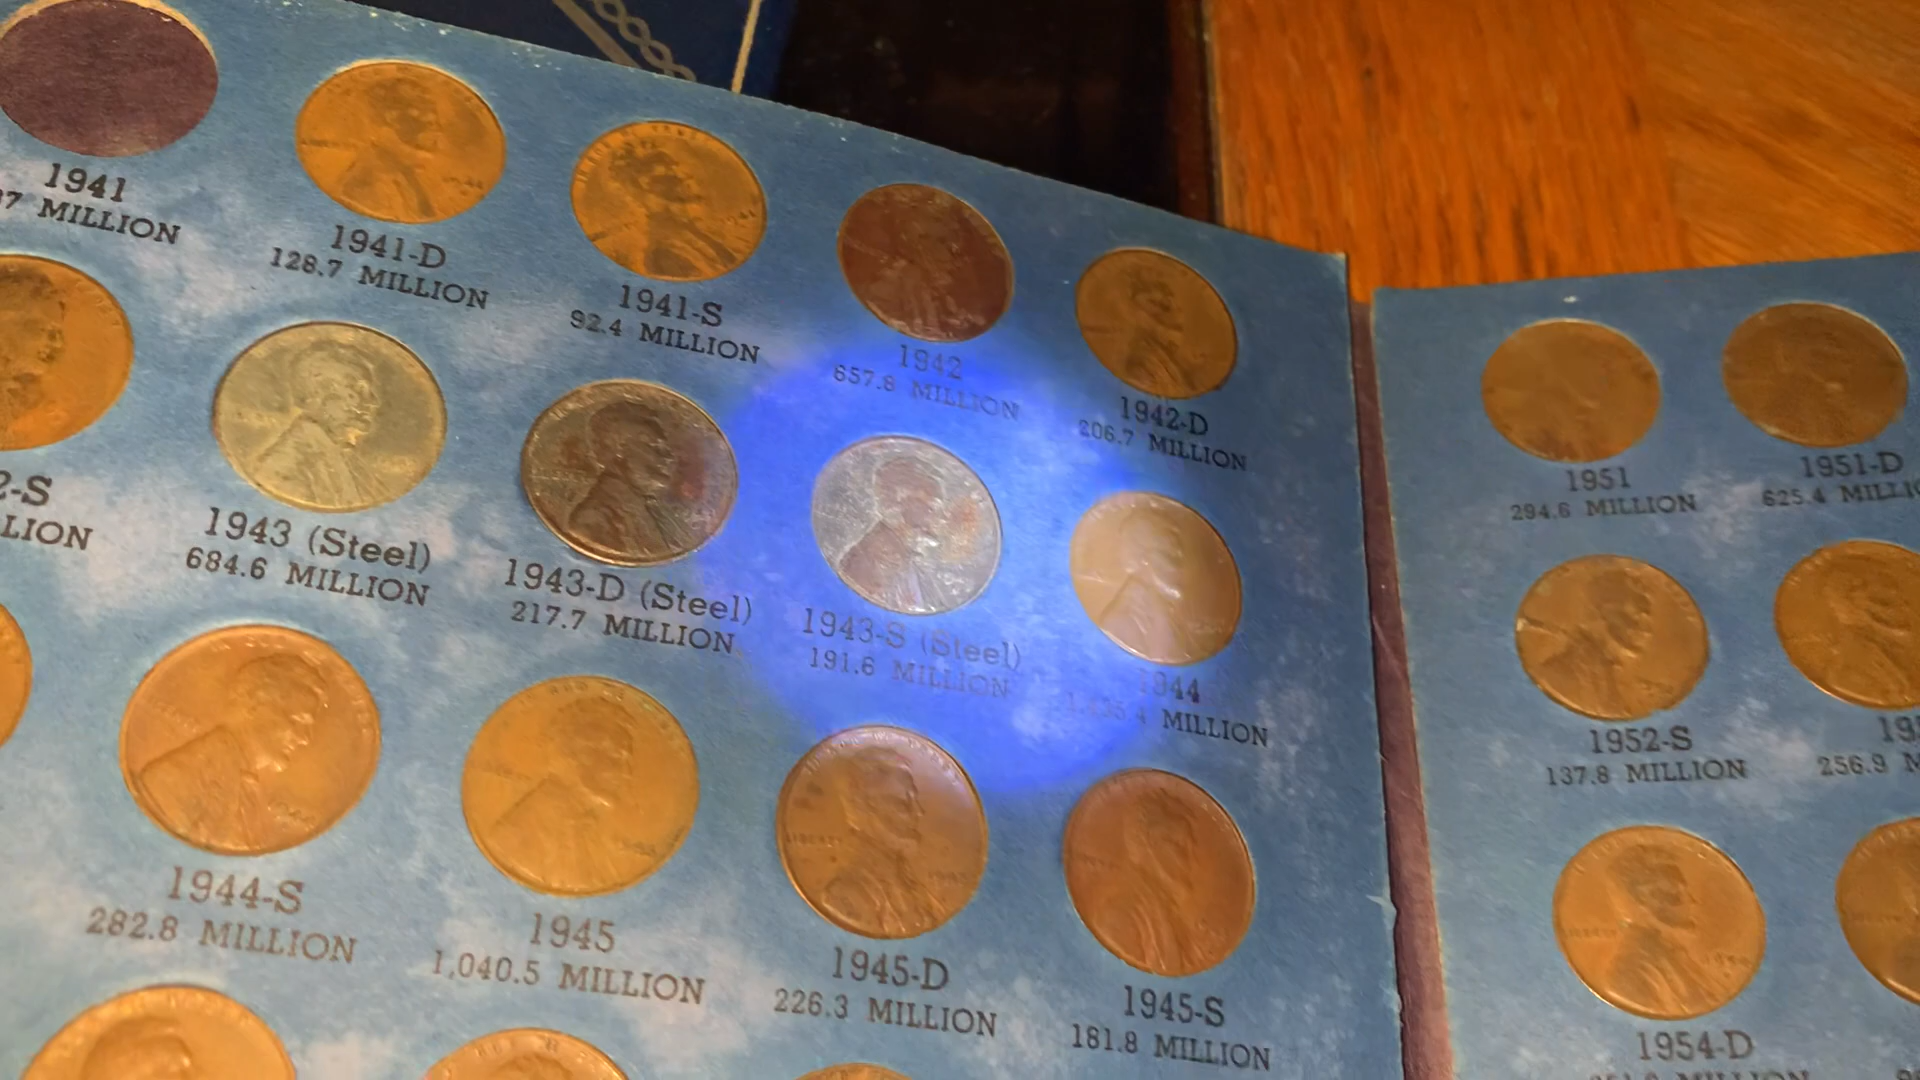 1941
7 MILLION
1941-D
128.7 MILLION
1941-S
92.4 MILLION
1942
657.8 MILLION
1942-D
206.7 MILLION
2-S
LION
1943 (Steel)
684.6 MILLION
1943-D (Steel)
217.7 MILLION
1943-S (Steel)
191.6 MILLION
1944
MILLION
1944-S
282.8 MILLION
1945
1,040.5 MILLION
1945-D
226.3 MILLION
1945-S
181.8 MILLION
1951
294.6 MILLION
1951-D
625.4 MILLI
1952-S
137.8 MILLION
195
256.9 M
1954-D